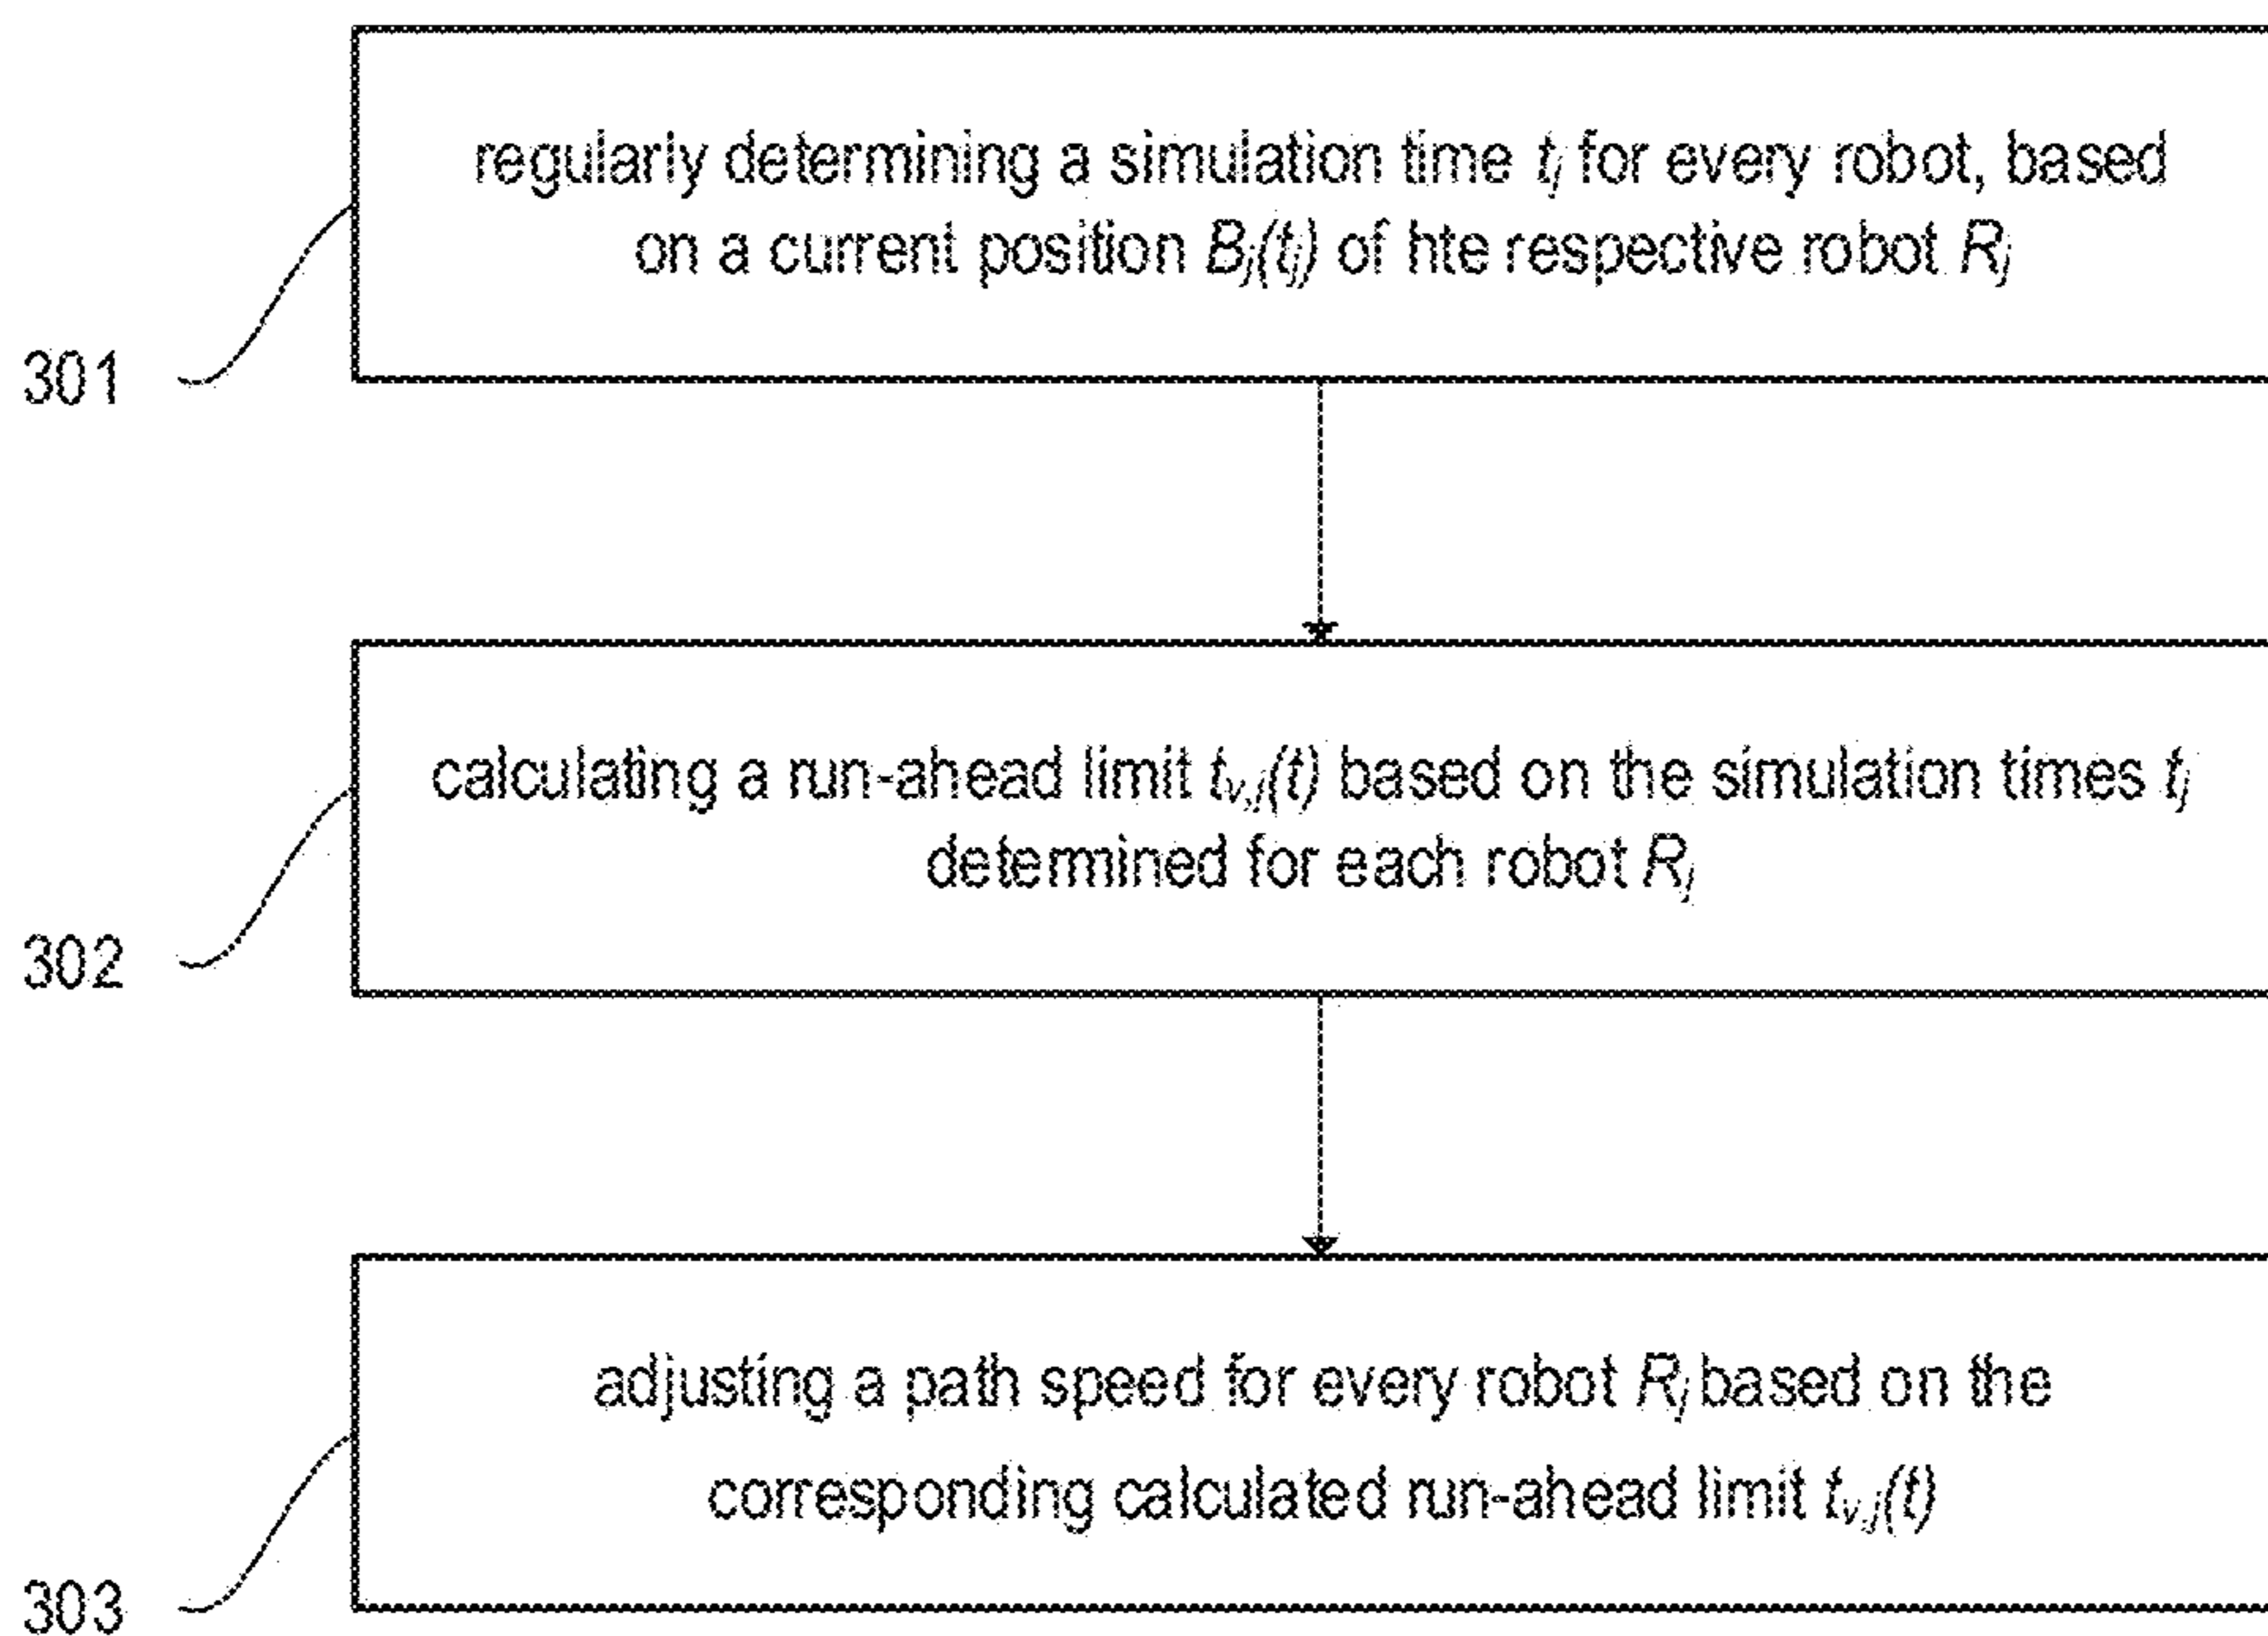 regularly determining a simulation time tj for every robot, based
on a current position Bj(tj) of hte respective robot Rj
301
calculating a run-ahead limit tv,j(t) based on the simulation times tj
determined for each robot Rj
302
adjusting a path speed for every robot Rj based on the
corresponding calculated run-ahead limit tv,j(t)
303